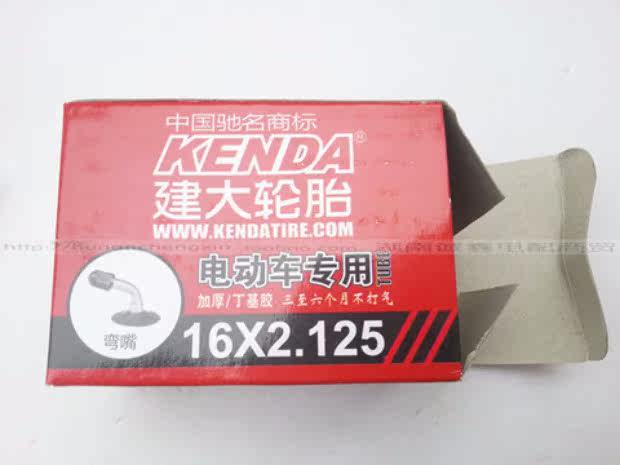 中国驰名商标
KENDA®
建大轮胎
WWW.KENDATIRE.COM
电动车专用 TUBE
加厚/丁基胶 三至六个月不打气
弯嘴
16X2.125